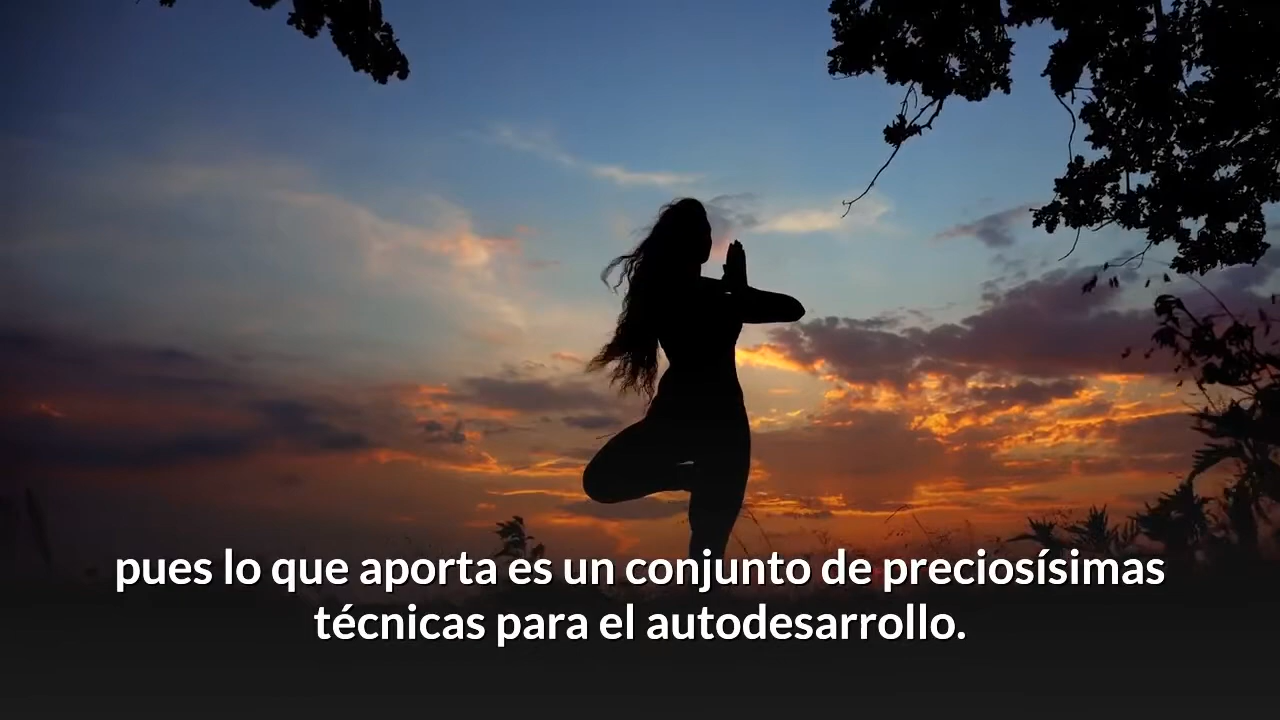 pues lo que aporta es un conjunto de preciosísimas
técnicas para el autodesarrollo.